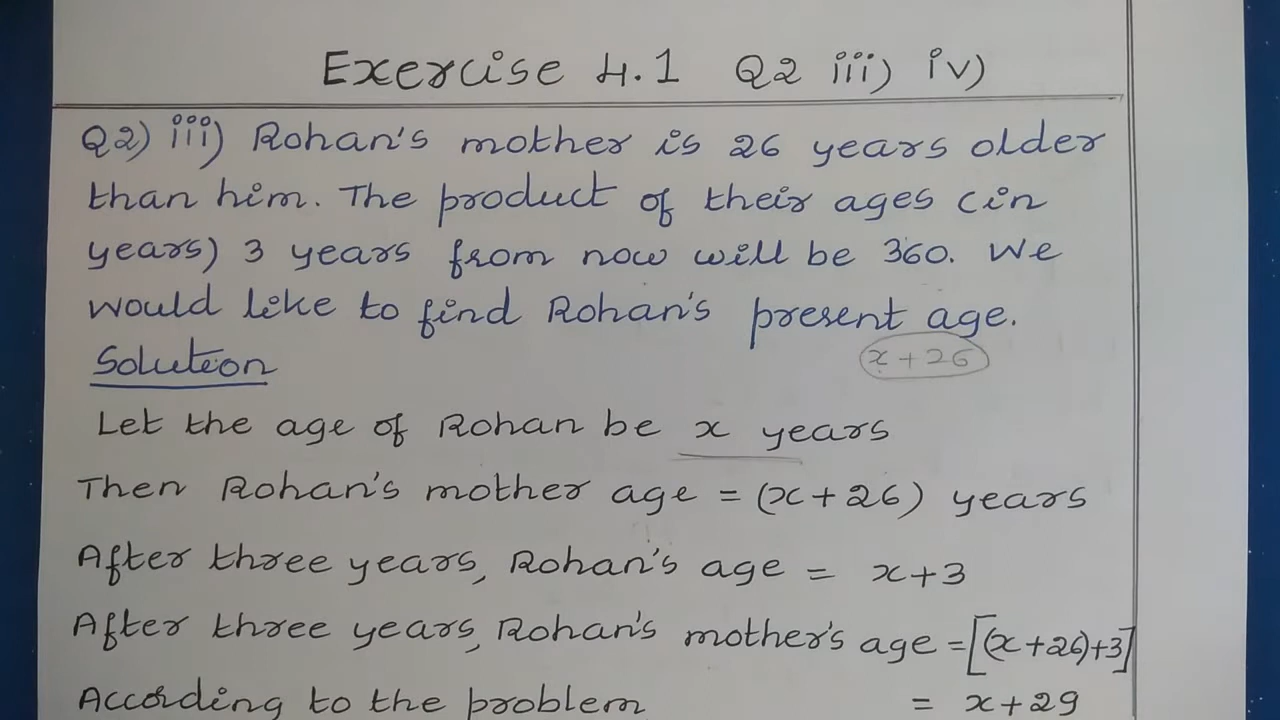 Exercise 4.1 Q2 iii) iv)
Q2) iii) Rohan's mother is 26 years older
than him. The product of their ages (in
years) 3 years from now will be 360. We
would like to find Rohan's present age.
Solution
x + 26
Let the age of Rohan be x years
Then Rohan's mother age = (x + 26) years
After three years, Rohan's age = x + 3
After three years, Rohan's mother's age = [(x + 26) + 3]
According to the problem = x + 29